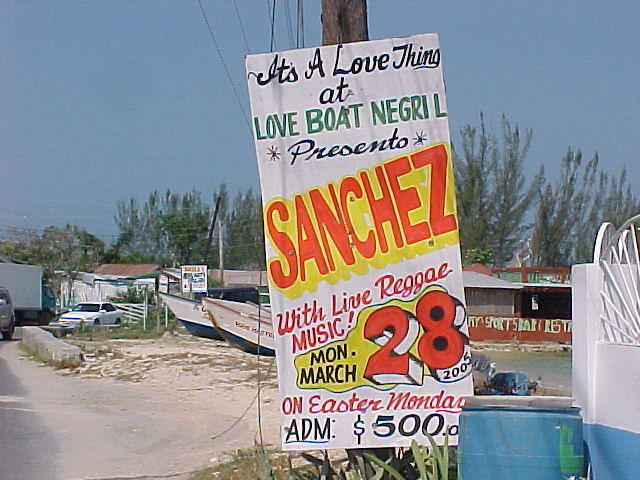 Its A Love Thing
at
LOVE BOAT NEGRIL
Presents
SANCHEZ
With Live Reggae
MUSIC!
MON.
MARCH
28
2005
ON Easter Monday
ADM: $500.0